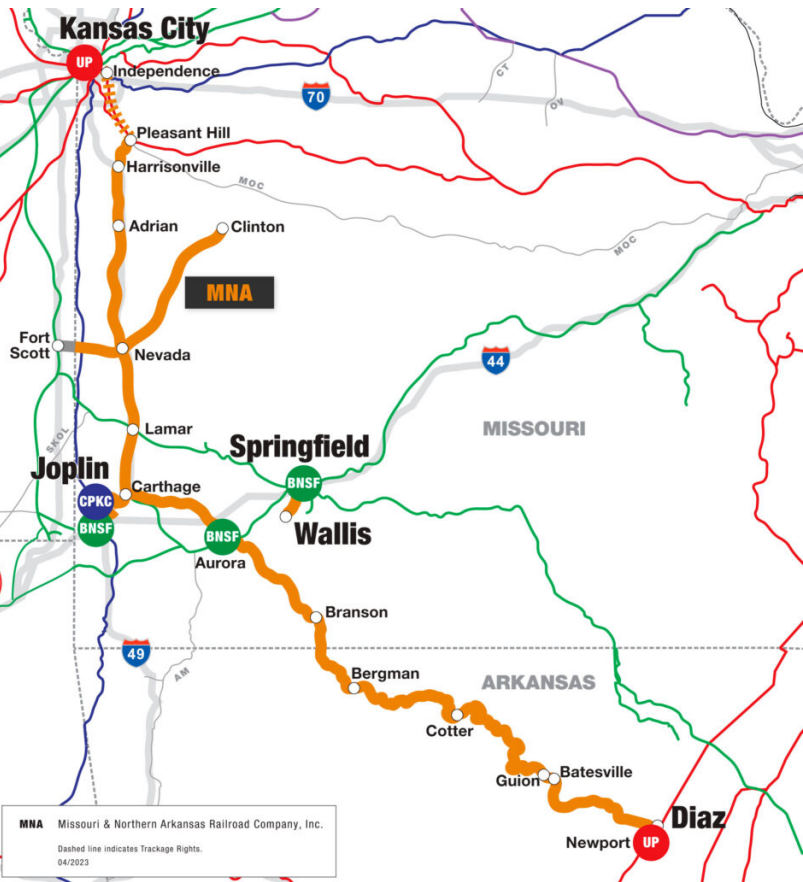 Kansas City
UP
Independence
70
CT
OV
Pleasant Hill
Harrisonville
MOC
MOC
Adrian
Clinton
MNA
Fort
Scott
Nevada
44
Lamar
MISSOURI
SKOL
Springfield
Joplin
BNSF
Carthage
CPKC
BNSF
BNSF
Wallis
Aurora
Branson
49
AM
Bergman
ARKANSAS
Cotter
Guion
Batesville
Diaz
Newport
UP
MNA Missouri & Northern Arkansas Railroad Company, Inc.
Dashed line indicates Trackage Rights.
04/2023